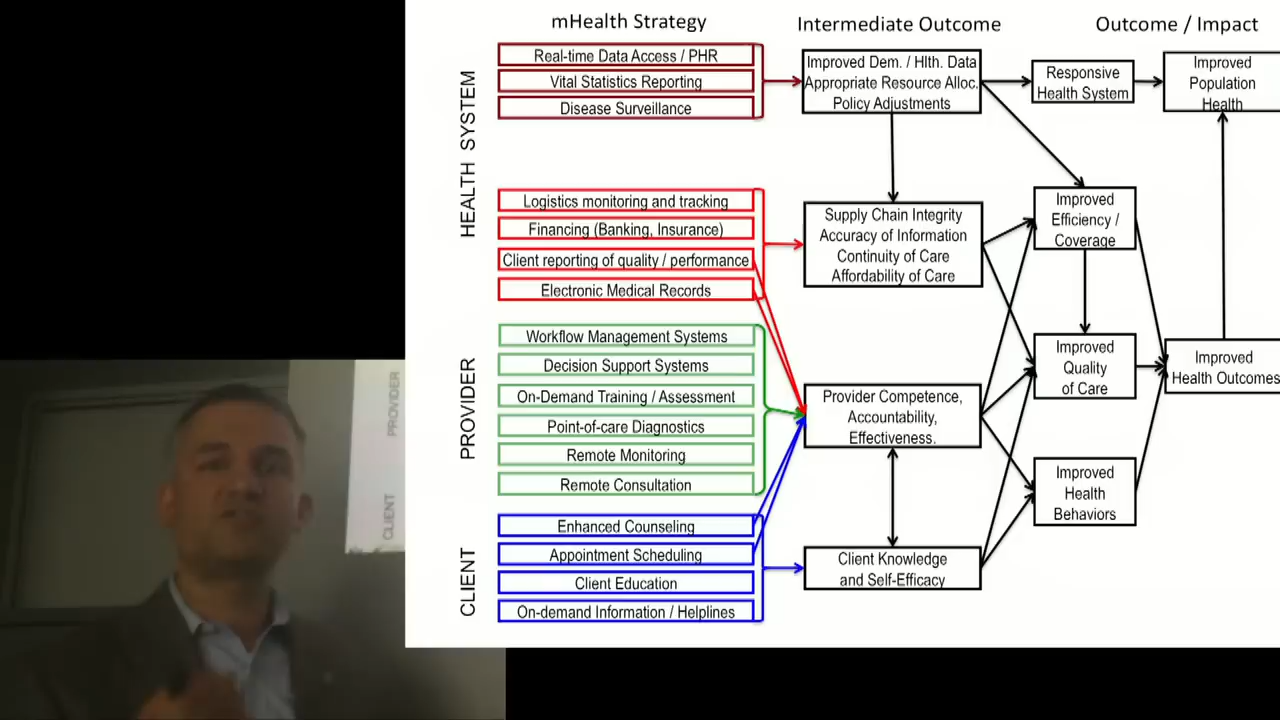 mHealth Strategy
Intermediate Outcome
Outcome / Impact
HEALTH SYSTEM
Real-time Data Access / PHR
Vital Statistics Reporting
Disease Surveillance
Improved Dem. / Hlth. Data
Appropriate Resource Alloc.
Policy Adjustments
Responsive
Health System
Improved
Population
Health
Logistics monitoring and tracking
Financing (Banking, Insurance)
Client reporting of quality / performance
Electronic Medical Records
Supply Chain Integrity
Accuracy of Information
Continuity of Care
Affordability of Care
Improved
Efficiency /
Coverage
PROVIDER
Workflow Management Systems
Decision Support Systems
On-Demand Training / Assessment
Point-of-care Diagnostics
Remote Monitoring
Remote Consultation
Provider Competence,
Accountability,
Effectiveness.
Improved
Quality
of Care
Improved
Health Outcomes
Improved
Health
Behaviors
CLIENT
Enhanced Counseling
Appointment Scheduling
Client Education
On-demand Information / Helplines
Client Knowledge
and Self-Efficacy
PROVIDER
CLIENT